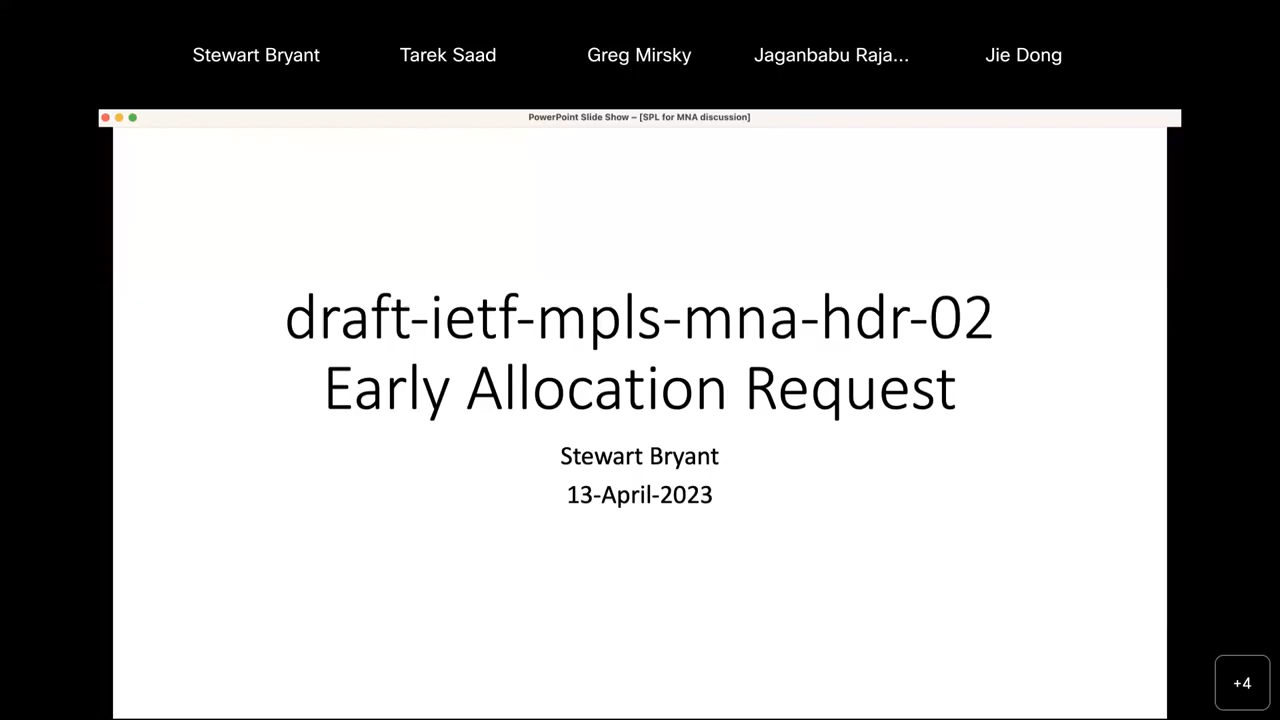 Stewart Bryant Tarek Saad Greg Mirsky Jaganbabu Raja... Jie Dong
PowerPoint Slide Show – [SPL for MNA discussion]
draft-ietf-mpls-mna-hdr-02
Early Allocation Request
Stewart Bryant
13-April-2023
+4